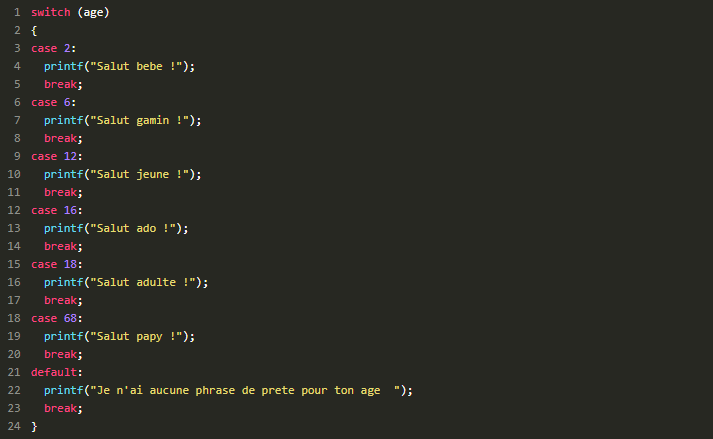 1 switch (age)
2 {
3 case 2:
4   printf("Salut bebe !");
5   break;
6 case 6:
7   printf("Salut gamin !");
8   break;
9 case 12:
10   printf("Salut jeune !");
11   break;
12 case 16:
13   printf("Salut ado !");
14   break;
15 case 18:
16   printf("Salut adulte !");
17   break;
18 case 68:
19   printf("Salut papy !");
20   break;
21 default:
22   printf("Je n'ai aucune phrase de prete pour ton age  ");
23   break;
24 }